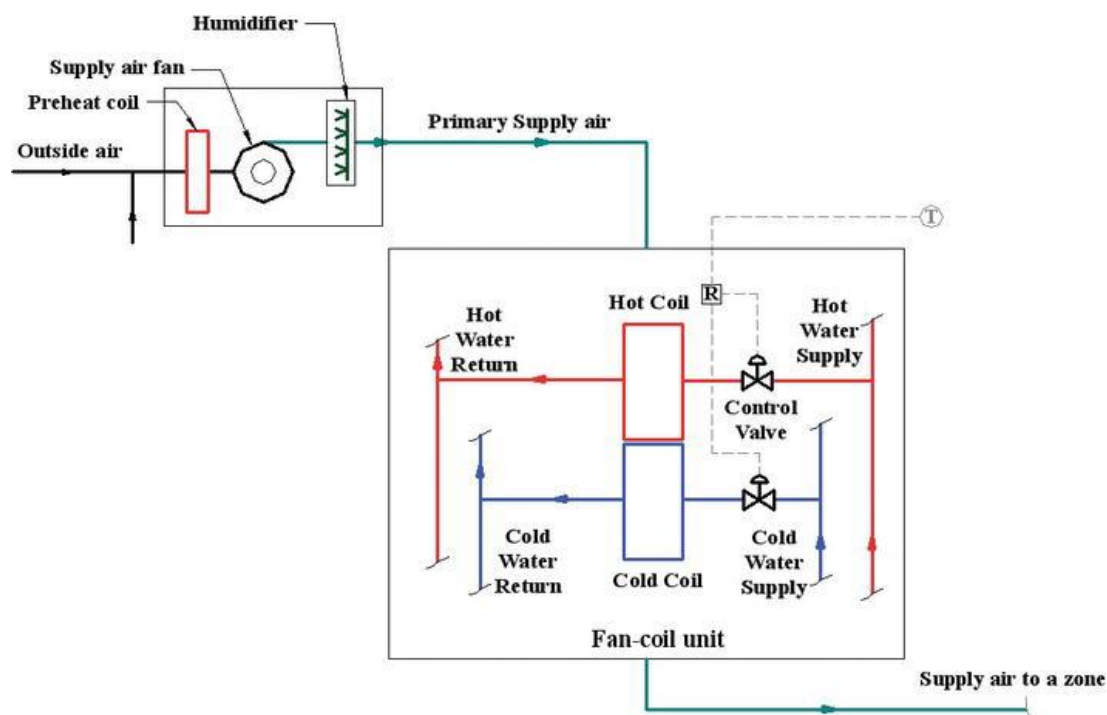 Humidifier
Supply air fan
Preheat coil
Outside air
Primary Supply air
T
R
Hot Coil
Hot
Water
Return
Hot
Water
Supply
Control
Valve
Cold
Water
Return
Cold Coil
Cold
Water
Supply
Fan-coil unit
Supply air to a zone